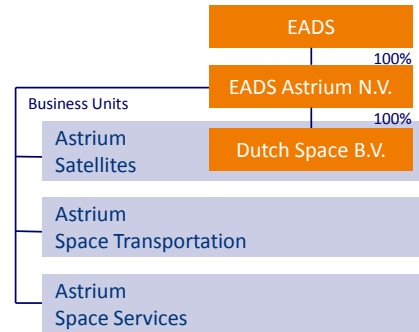 EADS
100%
EADS Astrium N.V.
Business Units
100%
Astrium
Satellites
Dutch Space B.V.
Astrium
Space Transportation
Astrium
Space Services